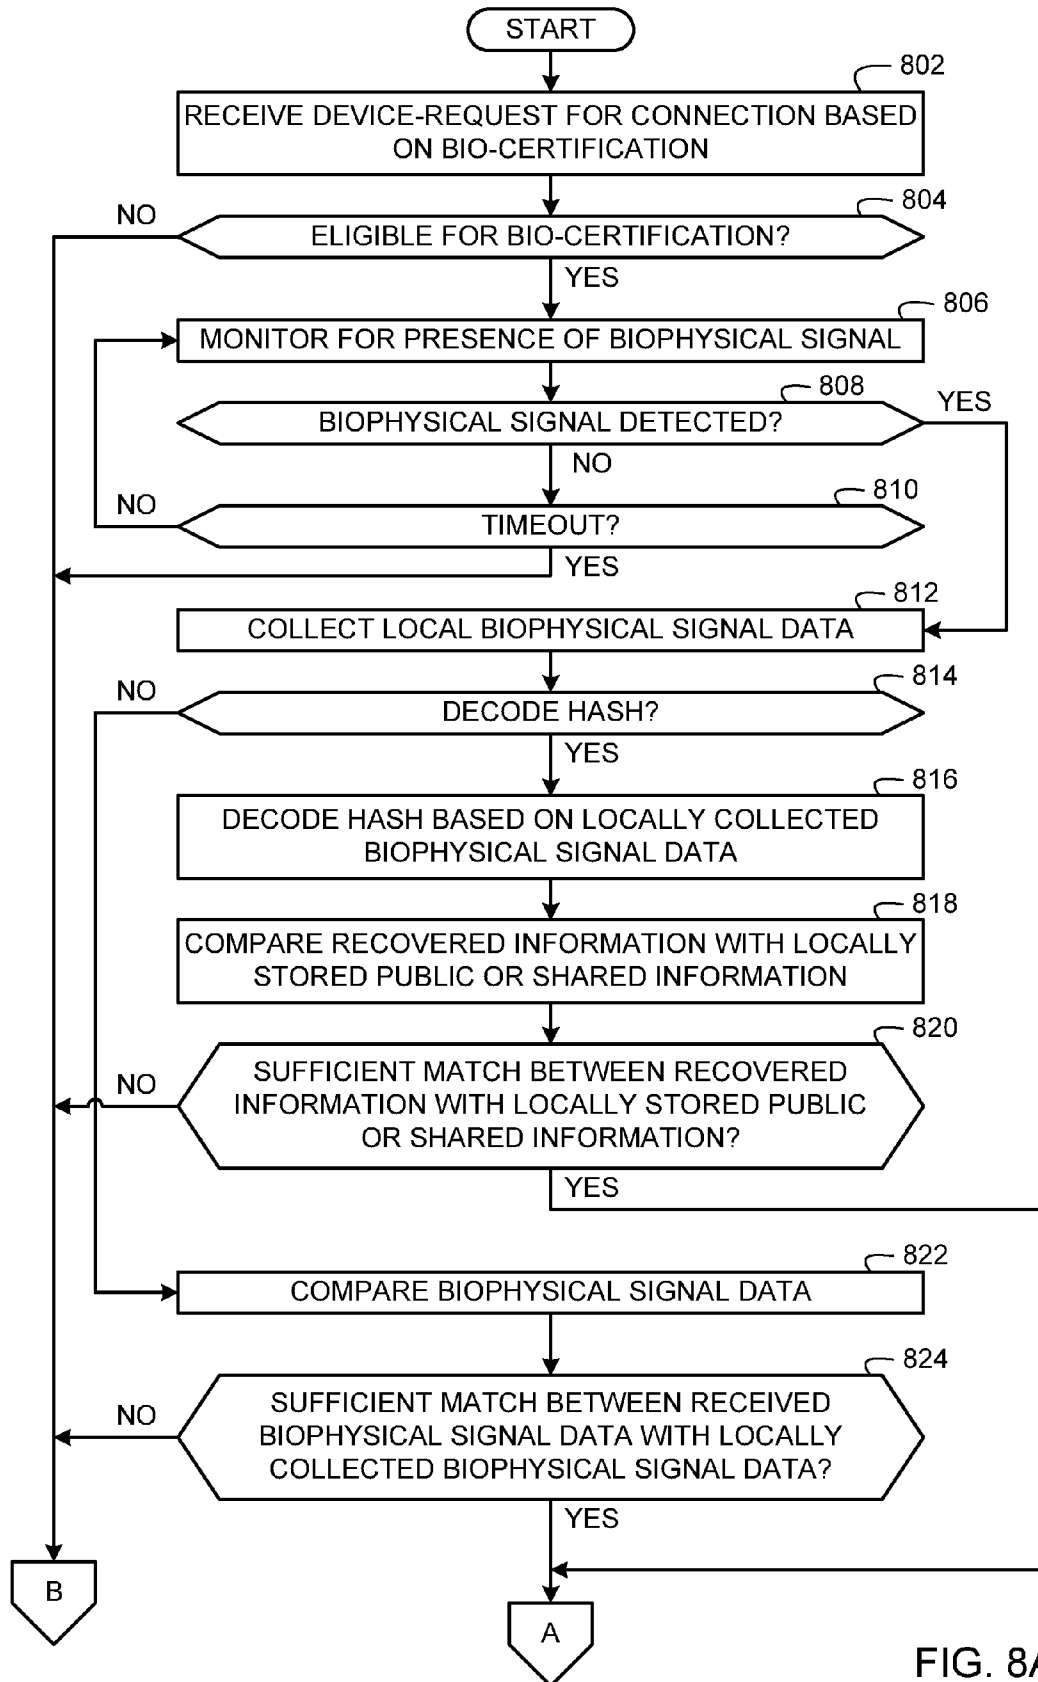 START
802
RECEIVE DEVICE-REQUEST FOR CONNECTION BASED
ON BIO-CERTIFICATION
804
NO
ELIGIBLE FOR BIO-CERTIFICATION?
YES
806
MONITOR FOR PRESENCE OF BIOPHYSICAL SIGNAL
808
YES
BIOPHYSICAL SIGNAL DETECTED?
NO
810
NO
TIMEOUT?
YES
812
COLLECT LOCAL BIOPHYSICAL SIGNAL DATA
814
NO
DECODE HASH?
YES
816
DECODE HASH BASED ON LOCALLY COLLECTED
BIOPHYSICAL SIGNAL DATA
818
COMPARE RECOVERED INFORMATION WITH LOCALLY
STORED PUBLIC OR SHARED INFORMATION
820
SUFFICIENT MATCH BETWEEN RECOVERED
NO
INFORMATION WITH LOCALLY STORED PUBLIC
OR SHARED INFORMATION?
YES
822
COMPARE BIOPHYSICAL SIGNAL DATA
824
SUFFICIENT MATCH BETWEEN RECEIVED
NO
BIOPHYSICAL SIGNAL DATA WITH LOCALLY
COLLECTED BIOPHYSICAL SIGNAL DATA?
YES
B
A
FIG. 8A